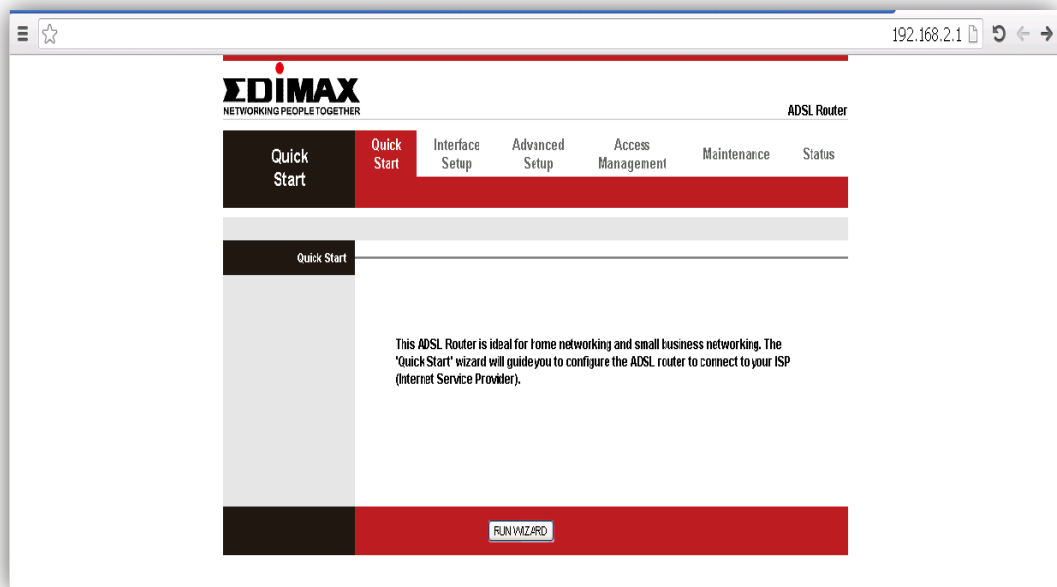 192.168.2.1
EDIMAX
NETWORKING PEOPLE TOGETHER
ADSL Router
Quick Start
Quick Start
Interface Setup
Advanced Setup
Access Management
Maintenance
Status
Quick Start
This ADSL Router is ideal for home networking and small business networking. The
'Quick Start' wizard will guide you to configure the ADSL router to connect to your ISP
(Internet Service Provider).
RUN WIZARD